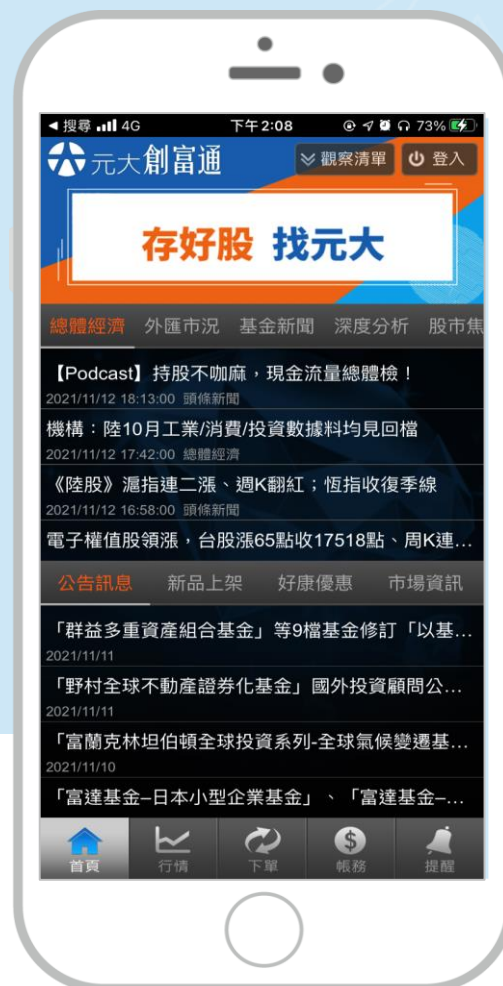 ◀搜尋 4G 下午2:08 73%
元大創富通 觀察清單 登入
存好股 找元大
總體經濟 外匯市況 基金新聞 深度分析 股市焦
【Podcast】持股不咖麻，現金流量總體檢！
2021/11/12 18:13:00 頭條新聞
機構：陸10月工業/消費/投資數據料均見回檔
2021/11/12 17:42:00 總體經濟
《陸股》滬指連二漲、週K翻紅；恆指收復季線
2021/11/12 16:58:00 頭條新聞
電子權值股領漲，台股漲65點收17518點、周K連...
公告訊息 新品上架 好康優惠 市場資訊
「群益多重資產組合基金」等9檔基金修訂「以基...
2021/11/11
「野村全球不動產證券化基金」國外投資顧問公...
2021/11/11
「富蘭克林坦伯頓全球投資系列-全球氣候變遷基...
2021/11/10
「富達基金–日本小型企業基金」、「富達基金–...
首頁 行情 下單 帳務 提醒